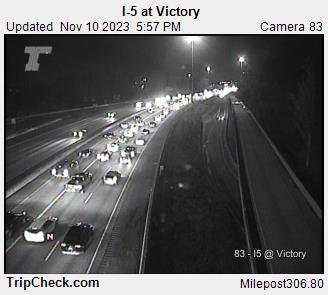 I-5 at Victory
Updated Nov 10 2023 5:57 PM Camera 83
T
N
83 - I5 @ Victory
TripCheck.com Milepost306.80